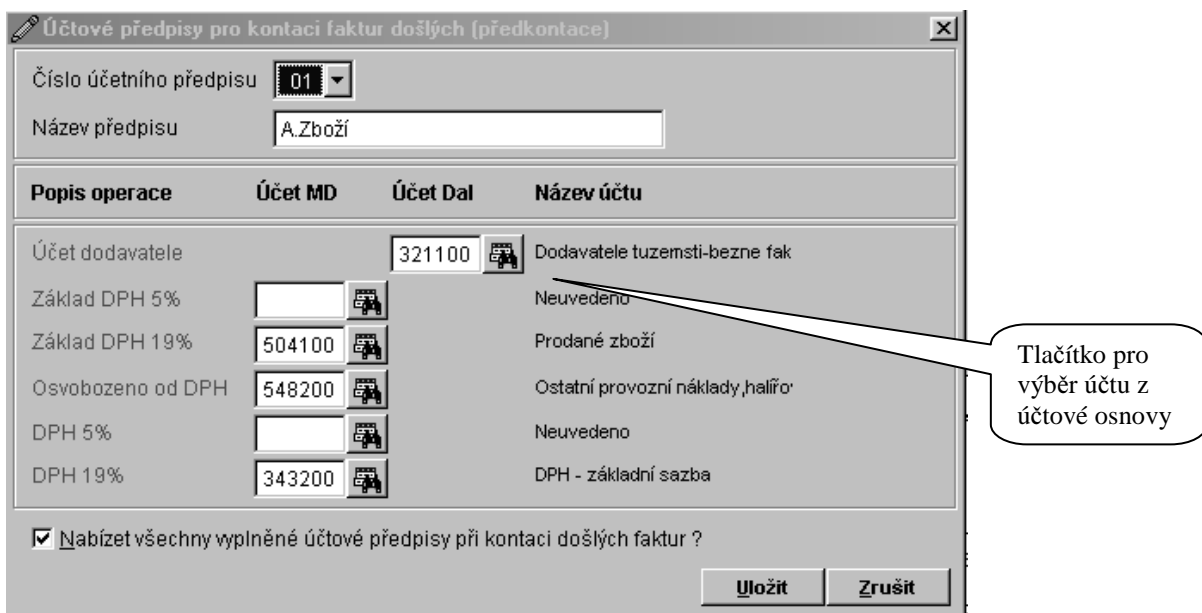 Účtové předpisy pro kontaci faktur došlých (předkontace)
Číslo účetního předpisu 01
Název předpisu A.Zboží
Popis operace Účet MD Účet Dal Název účtu
Účet dodavatele 321100 Dodavatele tuzemsti-bezne fak
Základ DPH 5% Neuvedeno
Základ DPH 19% 504100 Prodané zboží
Osvobozeno od DPH 548200 Ostatní provozní náklady,halířo
DPH 5% Neuvedeno
DPH 19% 343200 DPH - základní sazba
Tlačítko pro
výběr účtu z
účtové osnovy
Nabízet všechny vyplněné účtové předpisy při kontaci došlých faktur ?
Uložit Zrušit